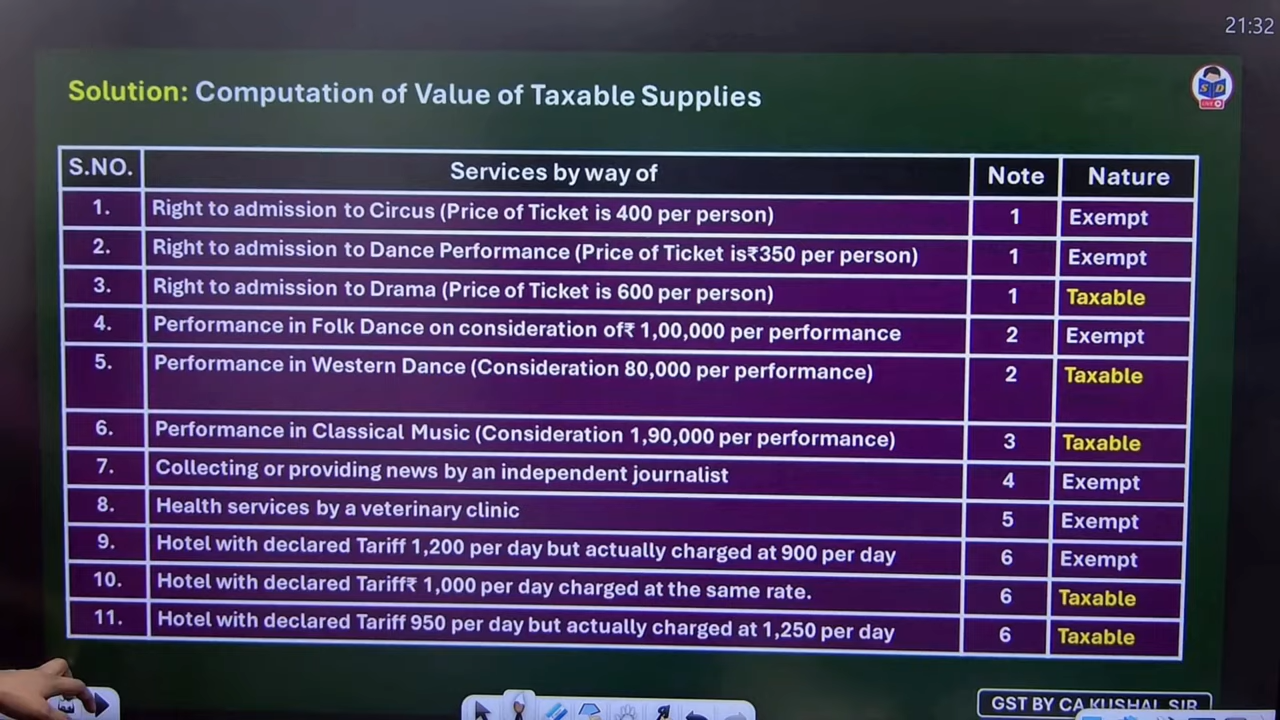 21:32
Solution: Computation of Value of Taxable Supplies
S D
S.NO. Services by way of Note Nature
1. Right to admission to Circus (Price of Ticket is 400 per person) 1 Exempt
2. Right to admission to Dance Performance (Price of Ticket is₹350 per person) 1 Exempt
3. Right to admission to Drama (Price of Ticket is 600 per person) 1 Taxable
4. Performance in Folk Dance on consideration of₹ 1,00,000 per performance 2 Exempt
5. Performance in Western Dance (Consideration 80,000 per performance) 2 Taxable
6. Performance in Classical Music (Consideration 1,90,000 per performance) 3 Taxable
7. Collecting or providing news by an independent journalist 4 Exempt
8. Health services by a veterinary clinic 5 Exempt
9. Hotel with declared Tariff 1,200 per day but actually charged at 900 per day 6 Exempt
10. Hotel with declared Tariff₹ 1,000 per day charged at the same rate. 6 Taxable
11. Hotel with declared Tariff 950 per day but actually charged at 1,250 per day 6 Taxable
GST BY CA KUSHAL SIR